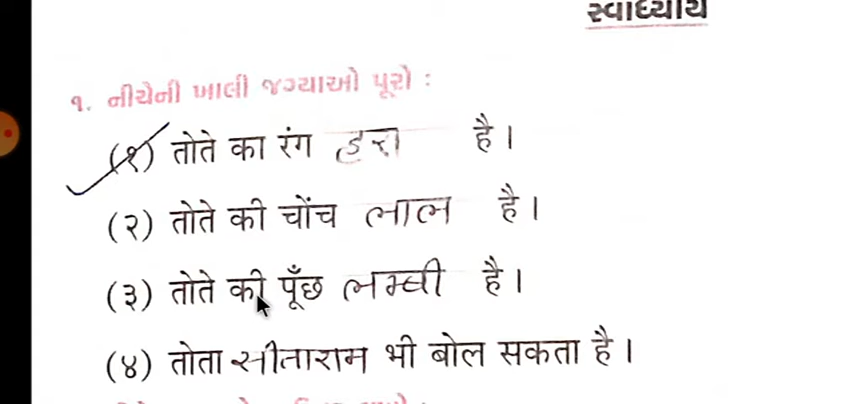 સ્વાધ્યાય
૧. નીચેની ખાલી જગ્યાઓ પૂરો :
(१) तोते का रंग हरा है।
(२) तोते की चोंच लाल है।
(३) तोते की पूँछ लम्बी है।
(४) तोता सीताराम भी बोल सकता है।